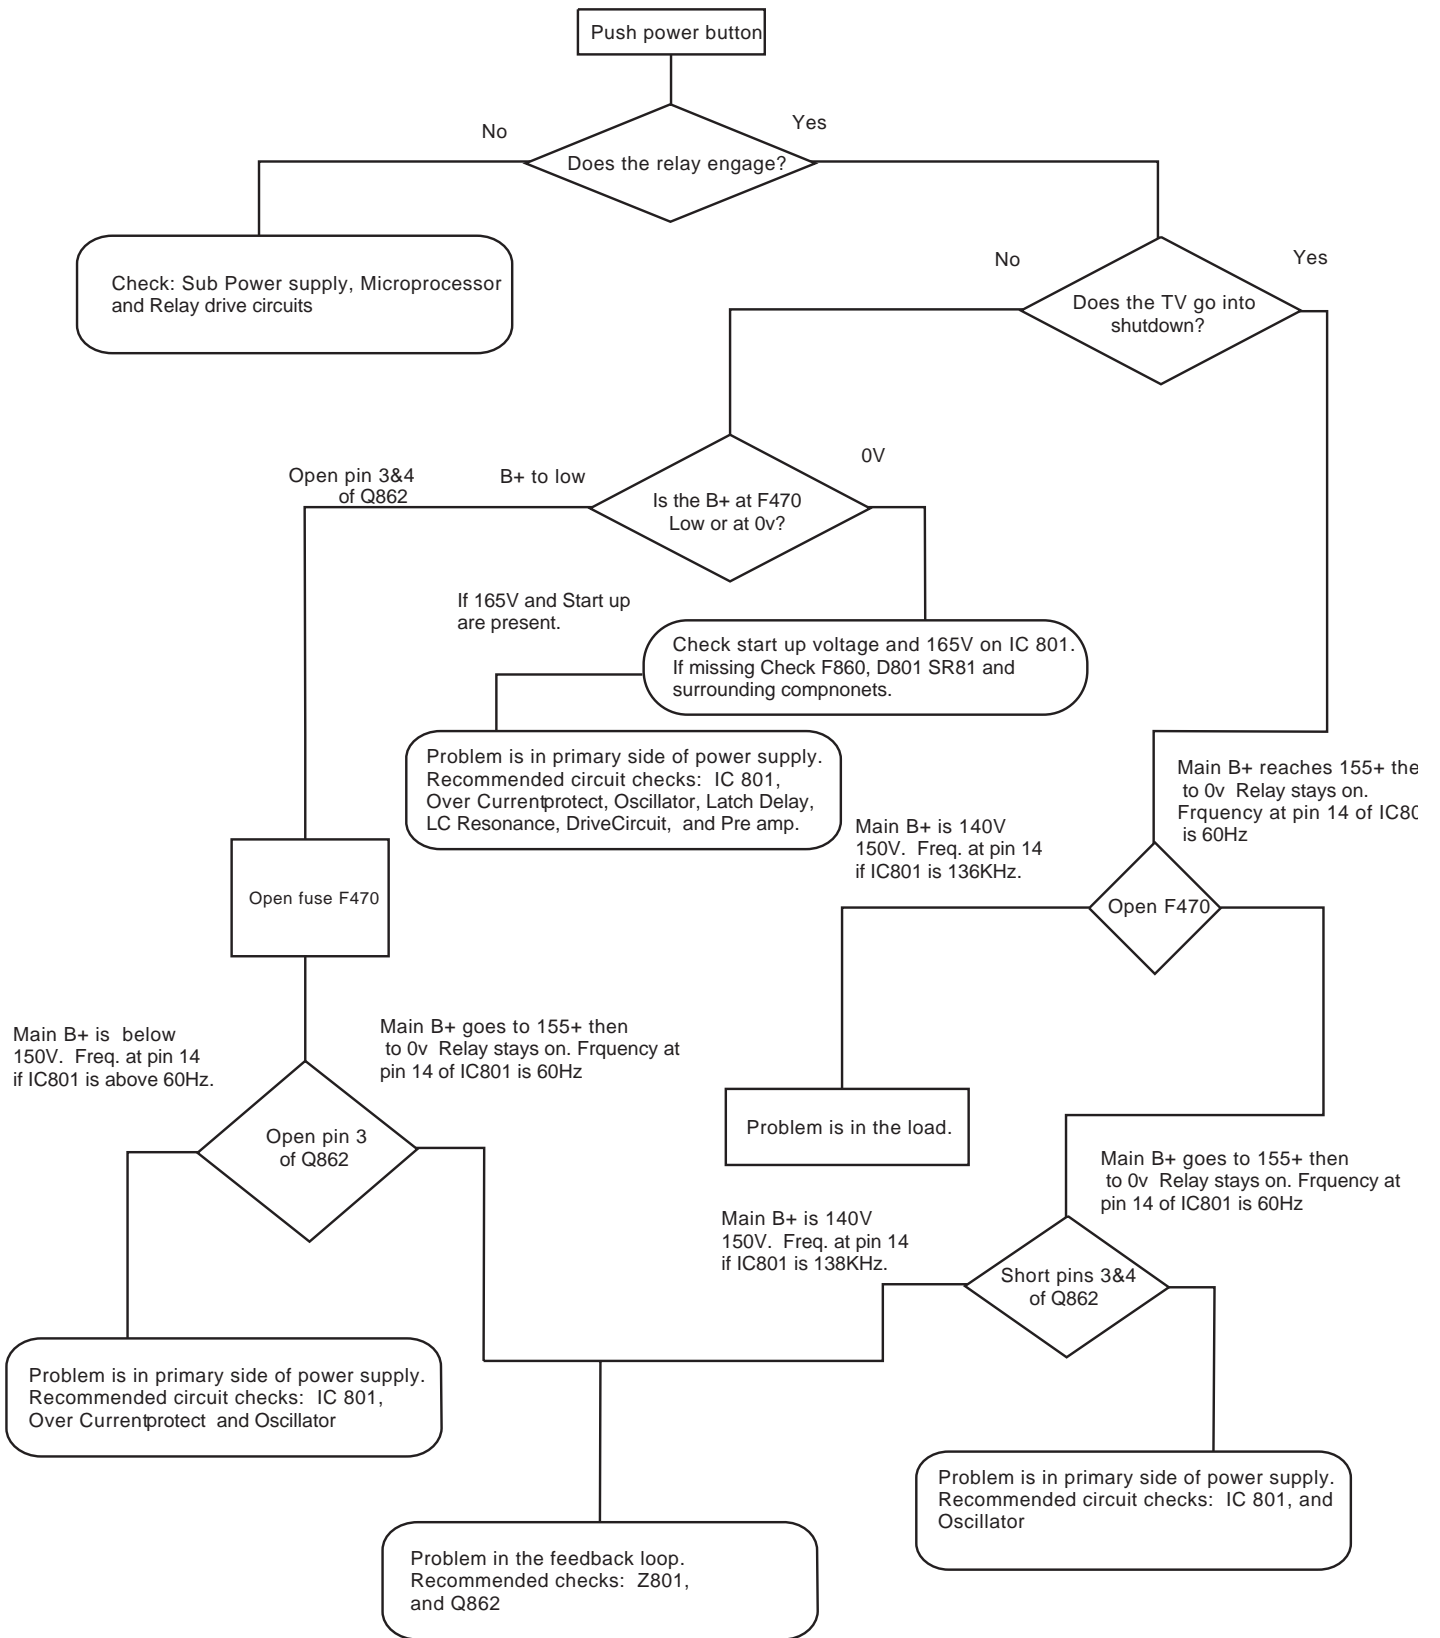 Push power button
No
Yes
Does the relay engage?
Check: Sub Power supply, Microprocessor
and Relay drive circuits
No
Yes
Does the TV go into
shutdown?
Open pin 3&4
of Q862
B+ to low
0V
Is the B+ at F470
Low or at 0v?
If 165V and Start up
are present.
Check start up voltage and 165V on IC 801.
If missing Check F860, D801 SR81 and
surrounding compnonets.
Problem is in primary side of power supply.
Recommended circuit checks: IC 801,
Over Currentprotect, Oscillator, Latch Delay,
LC Resonance, DriveCircuit, and Pre amp.
Main B+ reaches 155+ the
to 0v Relay stays on.
Frquency at pin 14 of IC80
is 60Hz
Main B+ is 140V
150V. Freq. at pin 14
if IC801 is 136KHz.
Open fuse F470
Open F470
Main B+ is below
150V. Freq. at pin 14
if IC801 is above 60Hz.
Main B+ goes to 155+ then
to 0v Relay stays on. Frquency at
pin 14 of IC801 is 60Hz
Open pin 3
of Q862
Problem is in the load.
Main B+ goes to 155+ then
to 0v Relay stays on. Frquency at
pin 14 of IC801 is 60Hz
Main B+ is 140V
150V. Freq. at pin 14
if IC801 is 138KHz.
Short pins 3&4
of Q862
Problem is in primary side of power supply.
Recommended circuit checks: IC 801,
Over Currentprotect and Oscillator
Problem is in primary side of power supply.
Recommended circuit checks: IC 801, and
Oscillator
Problem in the feedback loop.
Recommended checks: Z801,
and Q862